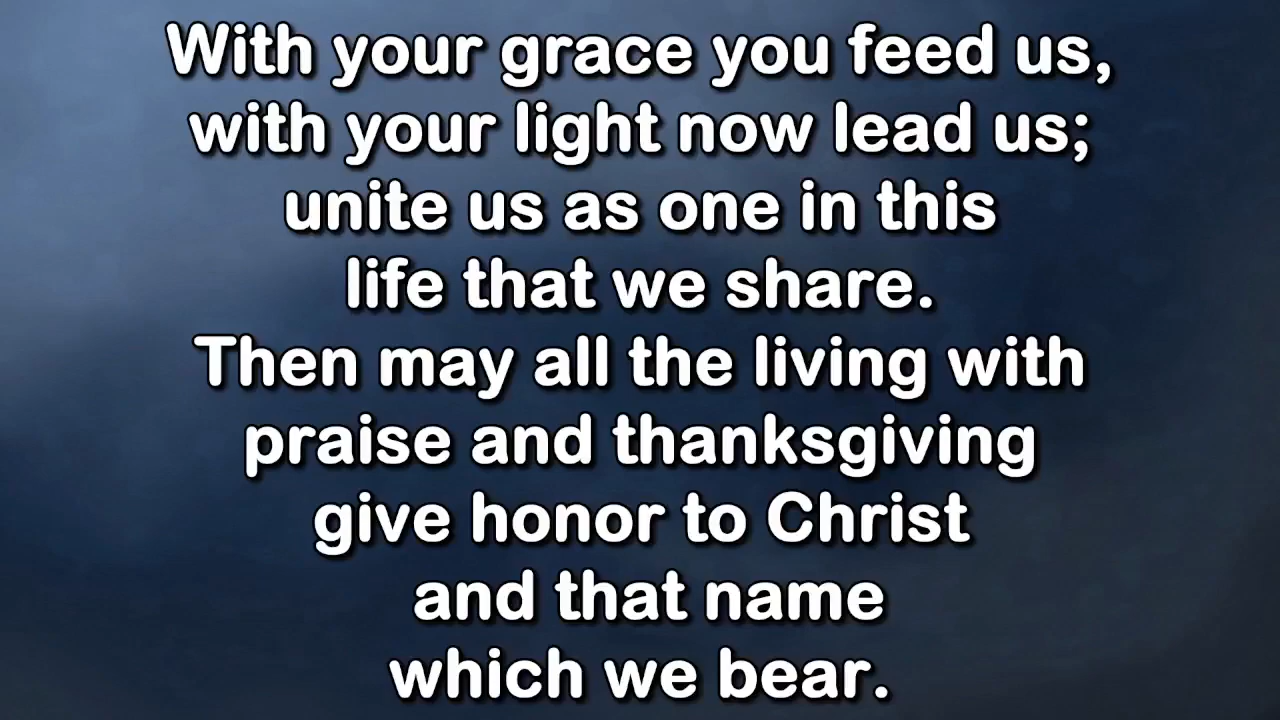 With your grace you feed us,
with your light now lead us;
unite us as one in this
life that we share.
Then may all the living with
praise and thanksgiving
give honor to Christ
and that name
which we bear.